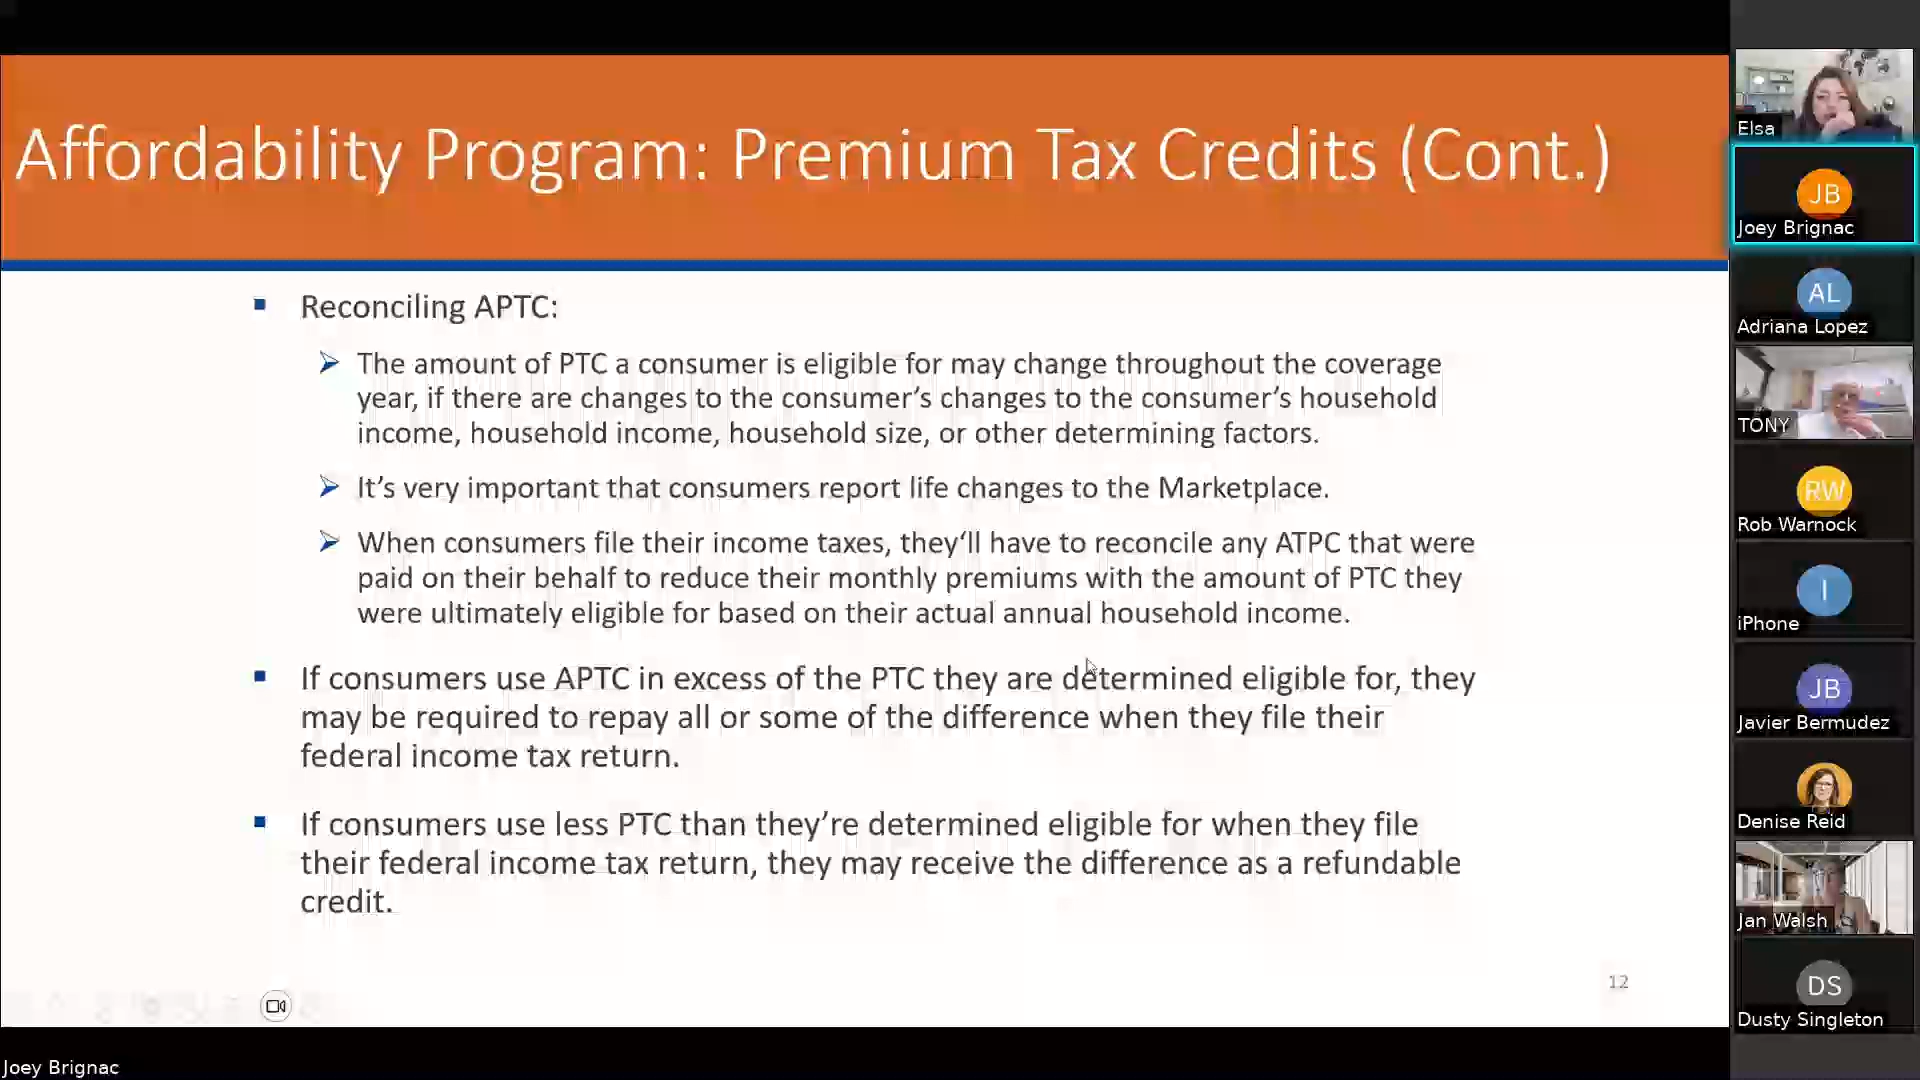 Affordability Program: Premium Tax Credits (Cont.)
Reconciling APTC:
The amount of PTC a consumer is eligible for may change throughout the coverage
year, if there are changes to the consumer’s changes to the consumer’s household
income, household income, household size, or other determining factors.
It’s very important that consumers report life changes to the Marketplace.
When consumers file their income taxes, they‘ll have to reconcile any ATPC that were
paid on their behalf to reduce their monthly premiums with the amount of PTC they
were ultimately eligible for based on their actual annual household income.
If consumers use APTC in excess of the PTC they are determined eligible for, they
may be required to repay all or some of the difference when they file their
federal income tax return.
If consumers use less PTC than they’re determined eligible for when they file
their federal income tax return, they may receive the difference as a refundable
credit.
12
Joey Brignac
Elsa
JB
Joey Brignac
AL
Adriana Lopez
TONY
RW
Rob Warnock
I
iPhone
JB
Javier Bermudez
Denise Reid
Jan Walsh
DS
Dusty Singleton